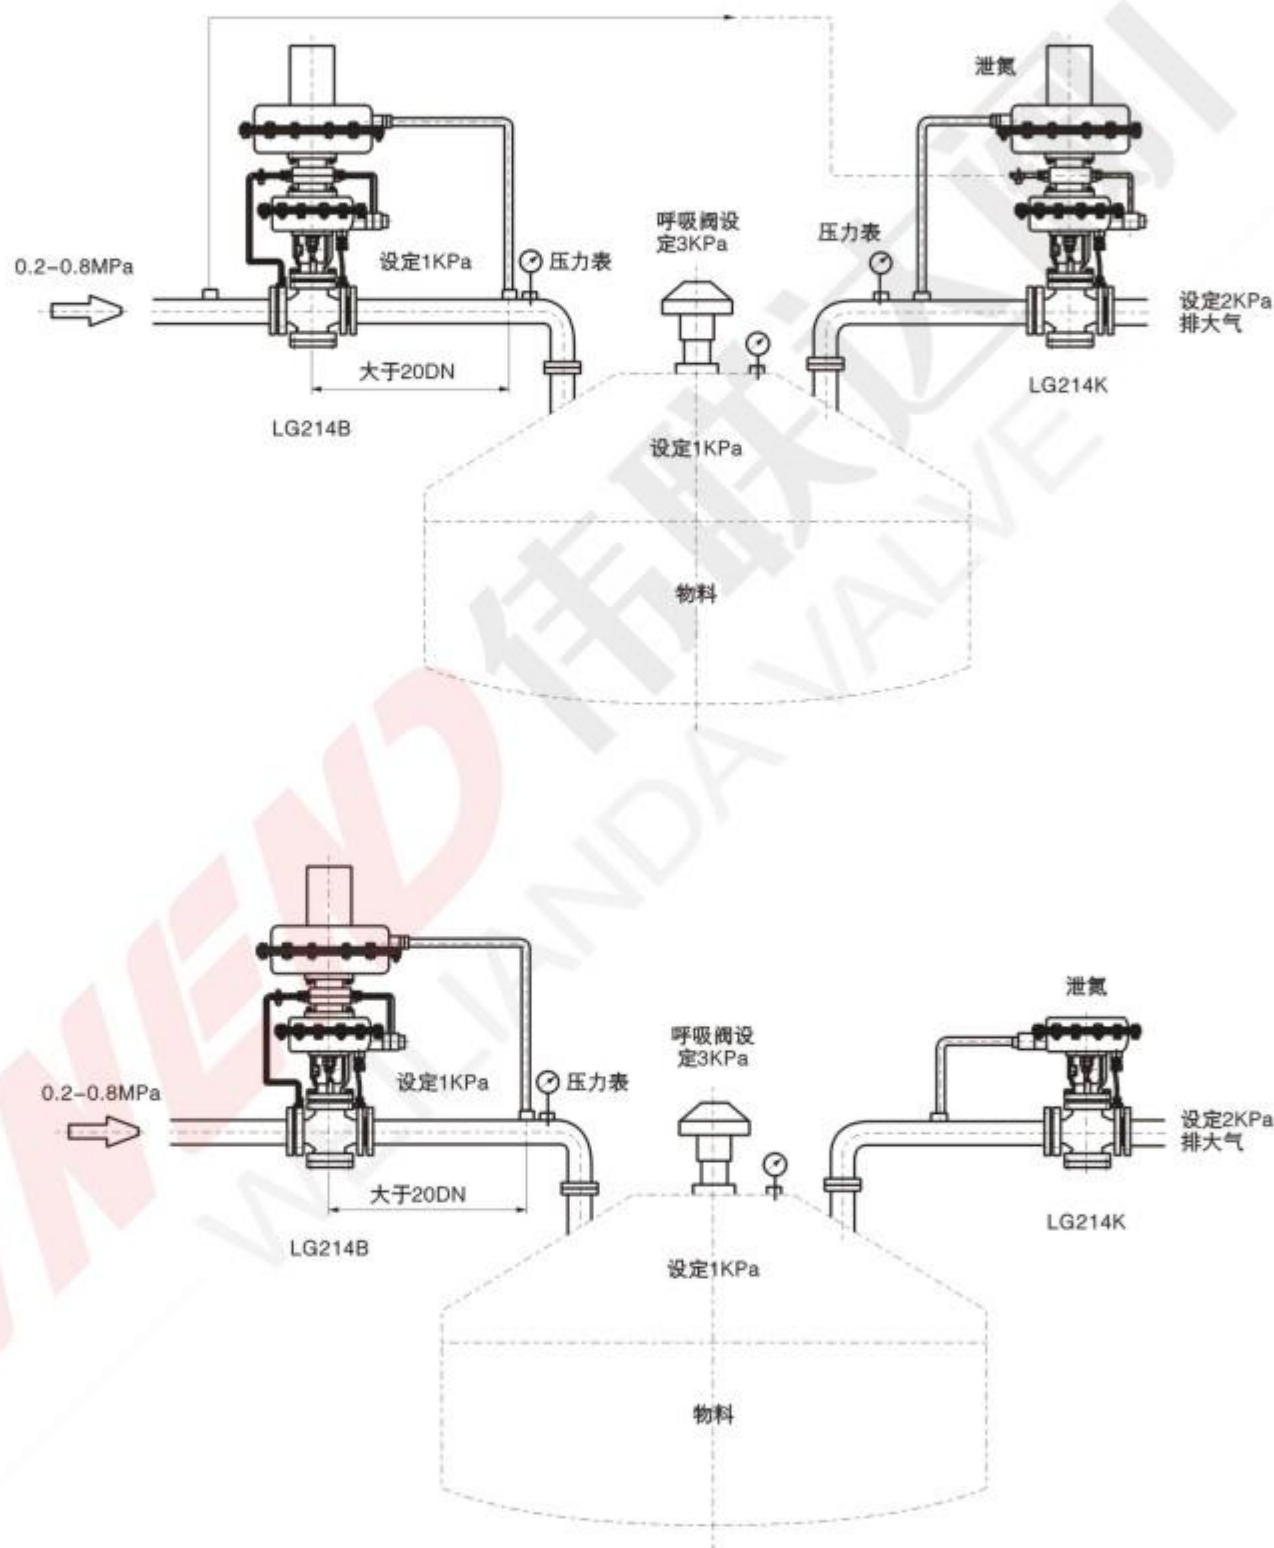 泄氮
呼吸阀设
定3KPa
压力表
0.2-0.8MPa
设定1KPa
压力表
设定2KPa
排大气
大于20DN
LG214K
LG214B
设定1KPa
物料
泄氮
呼吸阀设
定3KPa
0.2-0.8MPa
设定1KPa
压力表
设定2KPa
排大气
大于20DN
LG214K
LG214B
设定1KPa
物料
WEND 伟联达阀门
WEILIANDA VALVE